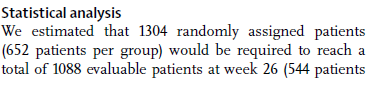 Statistical analysis
We estimated that 1304 randomly assigned patients
(652 patients per group) would be required to reach a
total of 1088 evaluable patients at week 26 (544 patients